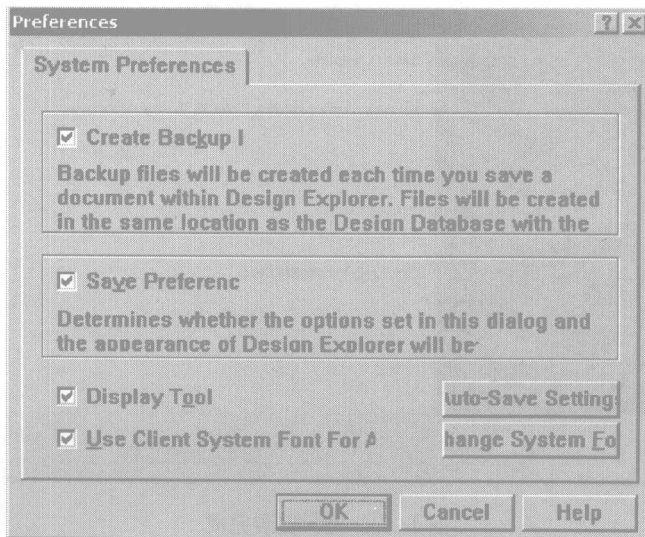 Preferences
System Preferences
Create Backup I
Backup files will be created each time you save a
document within Design Explorer. Files will be created
in the same location as the Design Database with the
Save Preferenc
Determines whether the options set in this dialog and
the appearance of Design Explorer will be
Display Tool
Auto-Save Settings
Use Client System Font For A
hange System Fo
OK
Cancel
Help